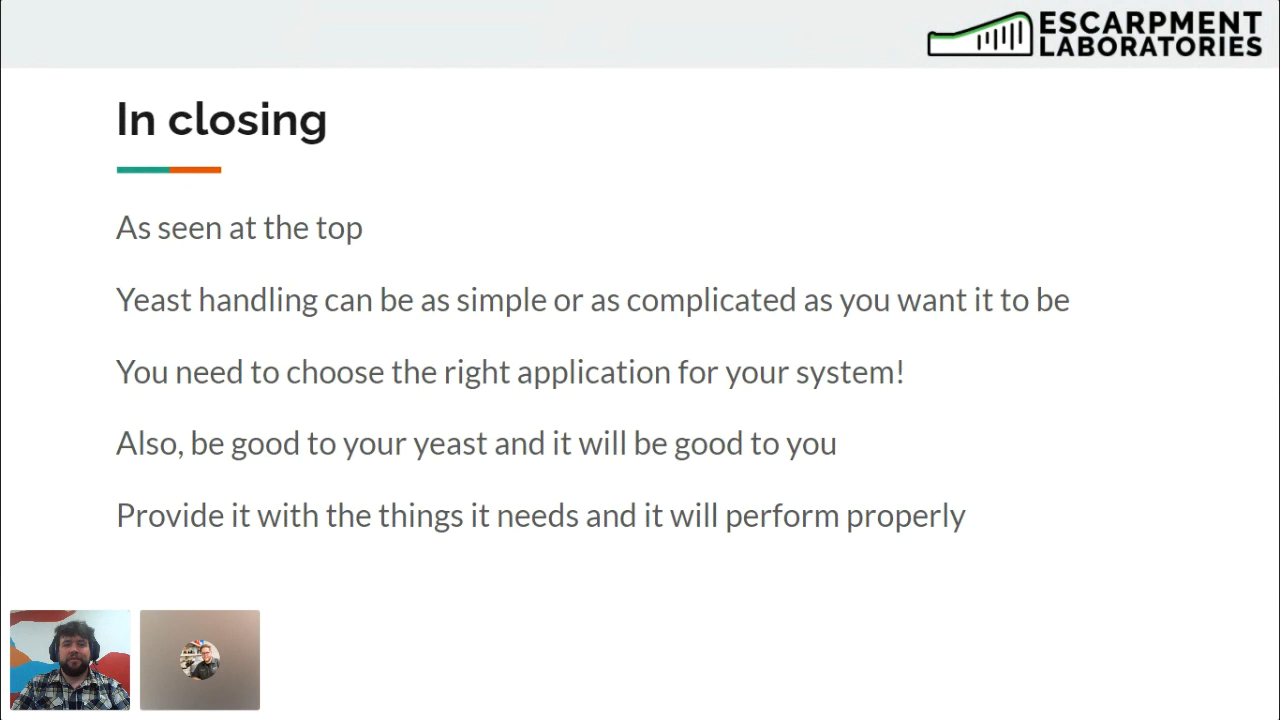 ESCARPMENT
LABORATORIES
In closing
As seen at the top
Yeast handling can be as simple or as complicated as you want it to be
You need to choose the right application for your system!
Also, be good to your yeast and it will be good to you
Provide it with the things it needs and it will perform properly